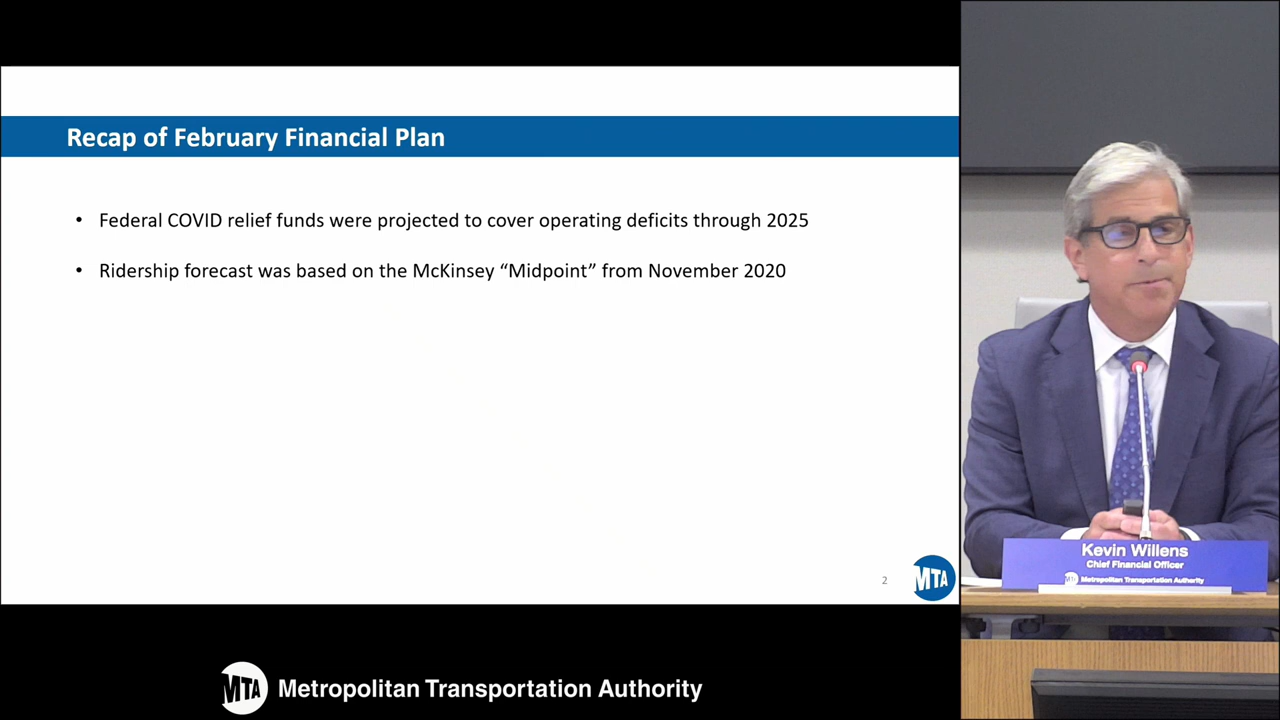 Recap of February Financial Plan
• Federal COVID relief funds were projected to cover operating deficits through 2025
• Ridership forecast was based on the McKinsey “Midpoint” from November 2020
2
MTA
Kevin Willens
Chief Financial Officer
MTA Metropolitan Transportation Authority
MTA Metropolitan Transportation Authority